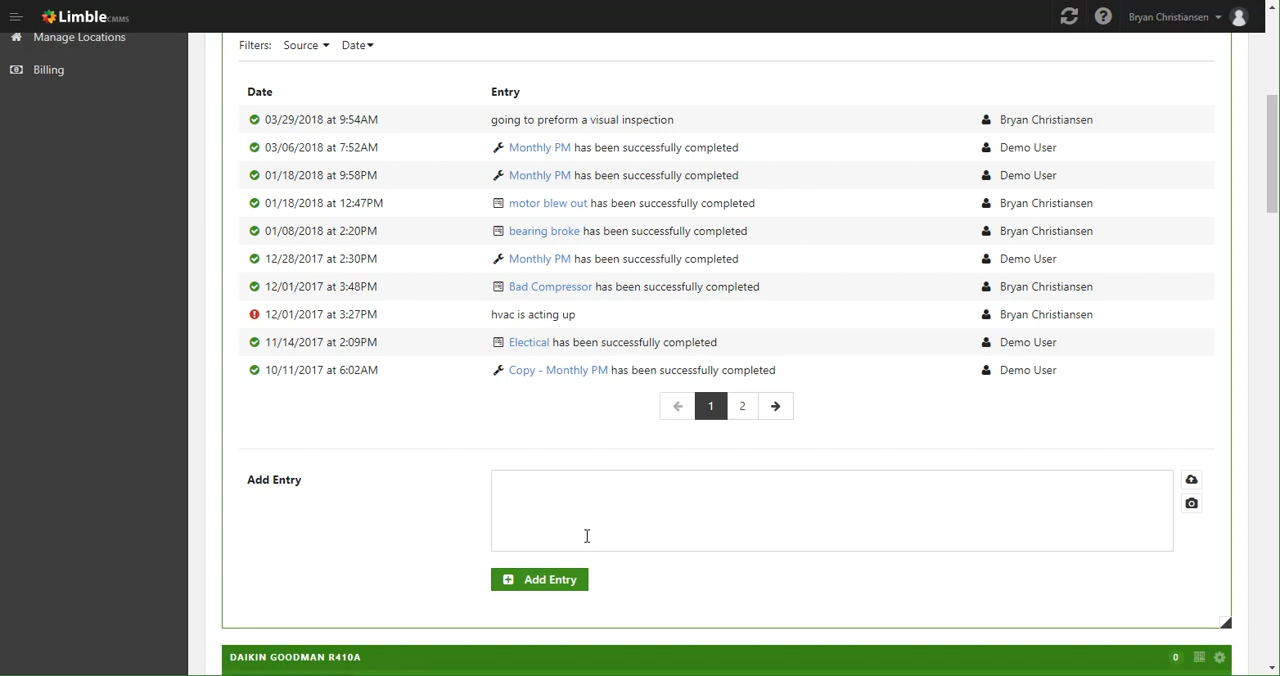 Limble CMMS Bryan Christiansen
Manage Locations
Billing
Filters: Source Date
Date Entry
03/29/2018 at 9:54AM going to preform a visual inspection Bryan Christiansen
03/06/2018 at 7:52AM Monthly PM has been successfully completed Demo User
01/18/2018 at 9:58PM Monthly PM has been successfully completed Demo User
01/18/2018 at 12:47PM motor blew out has been successfully completed Bryan Christiansen
01/08/2018 at 2:20PM bearing broke has been successfully completed Bryan Christiansen
12/28/2017 at 2:30PM Monthly PM has been successfully completed Demo User
12/01/2017 at 3:48PM Bad Compressor has been successfully completed Bryan Christiansen
12/01/2017 at 3:27PM hvac is acting up Bryan Christiansen
11/14/2017 at 2:09PM Electical has been successfully completed Demo User
10/11/2017 at 6:02AM Copy - Monthly PM has been successfully completed Demo User
1 2
Add Entry
Add Entry
DAIKIN GOODMAN R410A 0